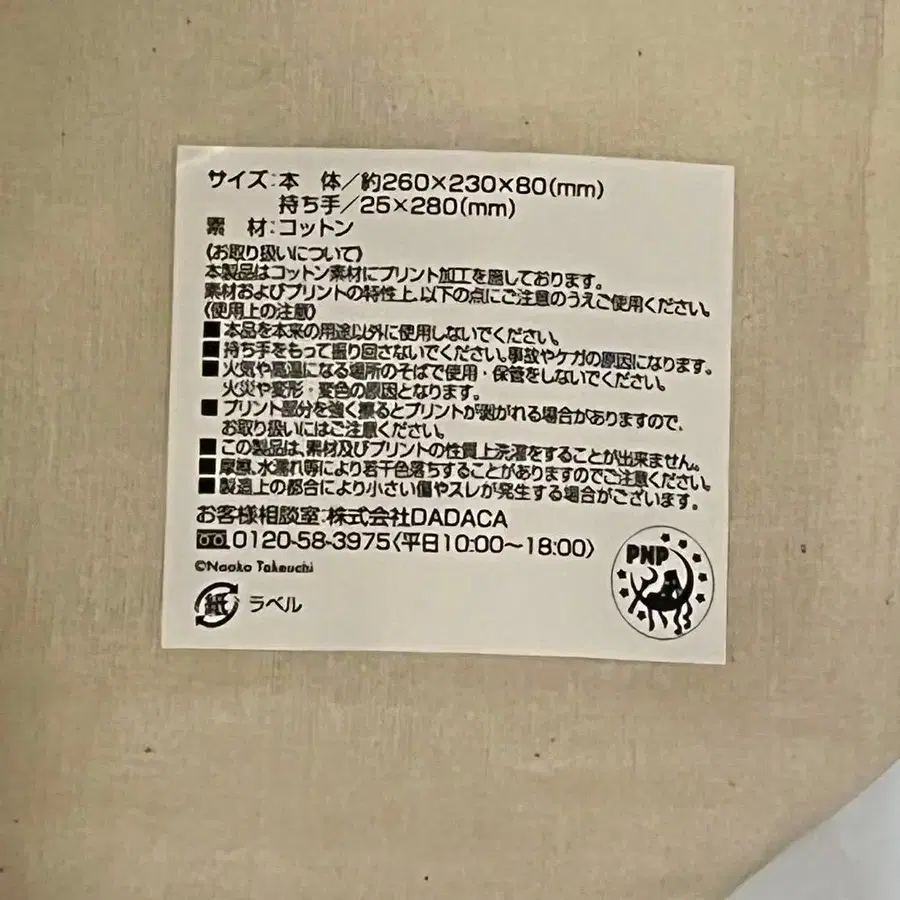 サイズ:本　体/約260×230×80(mm)
持ち手/25×280(mm)
素　材:コットン
〈お取り扱いについて〉
本製品はコットン素材にプリント加工を施しております。
素材およびプリントの特性上、以下の点にご注意のうえご使用ください。
〈使用上の注意〉
■本品を本来の用途以外に使用しないでください。
■持ち手をもって振り回さないでください。事故やケガの原因になります。
■火気や高温になる場所のそばで使用・保管をしないでください。
火災や変形・変色の原因となります。
■プリント部分を強く擦るとプリントが剥がれる場合がありますので、
お取り扱いにはご注意ください。
■この製品は、素材及びプリントの性質上洗濯をすることが出来ません。
■摩擦、水濡れ等により若干色落ちすることがありますのでご注意ください。
■製造上の都合により小さい傷やスレが発生する場合がございます。
お客様相談室:株式会社DADACA
0120-58-3975〈平日10:00〜18:00〉
©Naoko Takeuchi
紙 ラベル
PNP